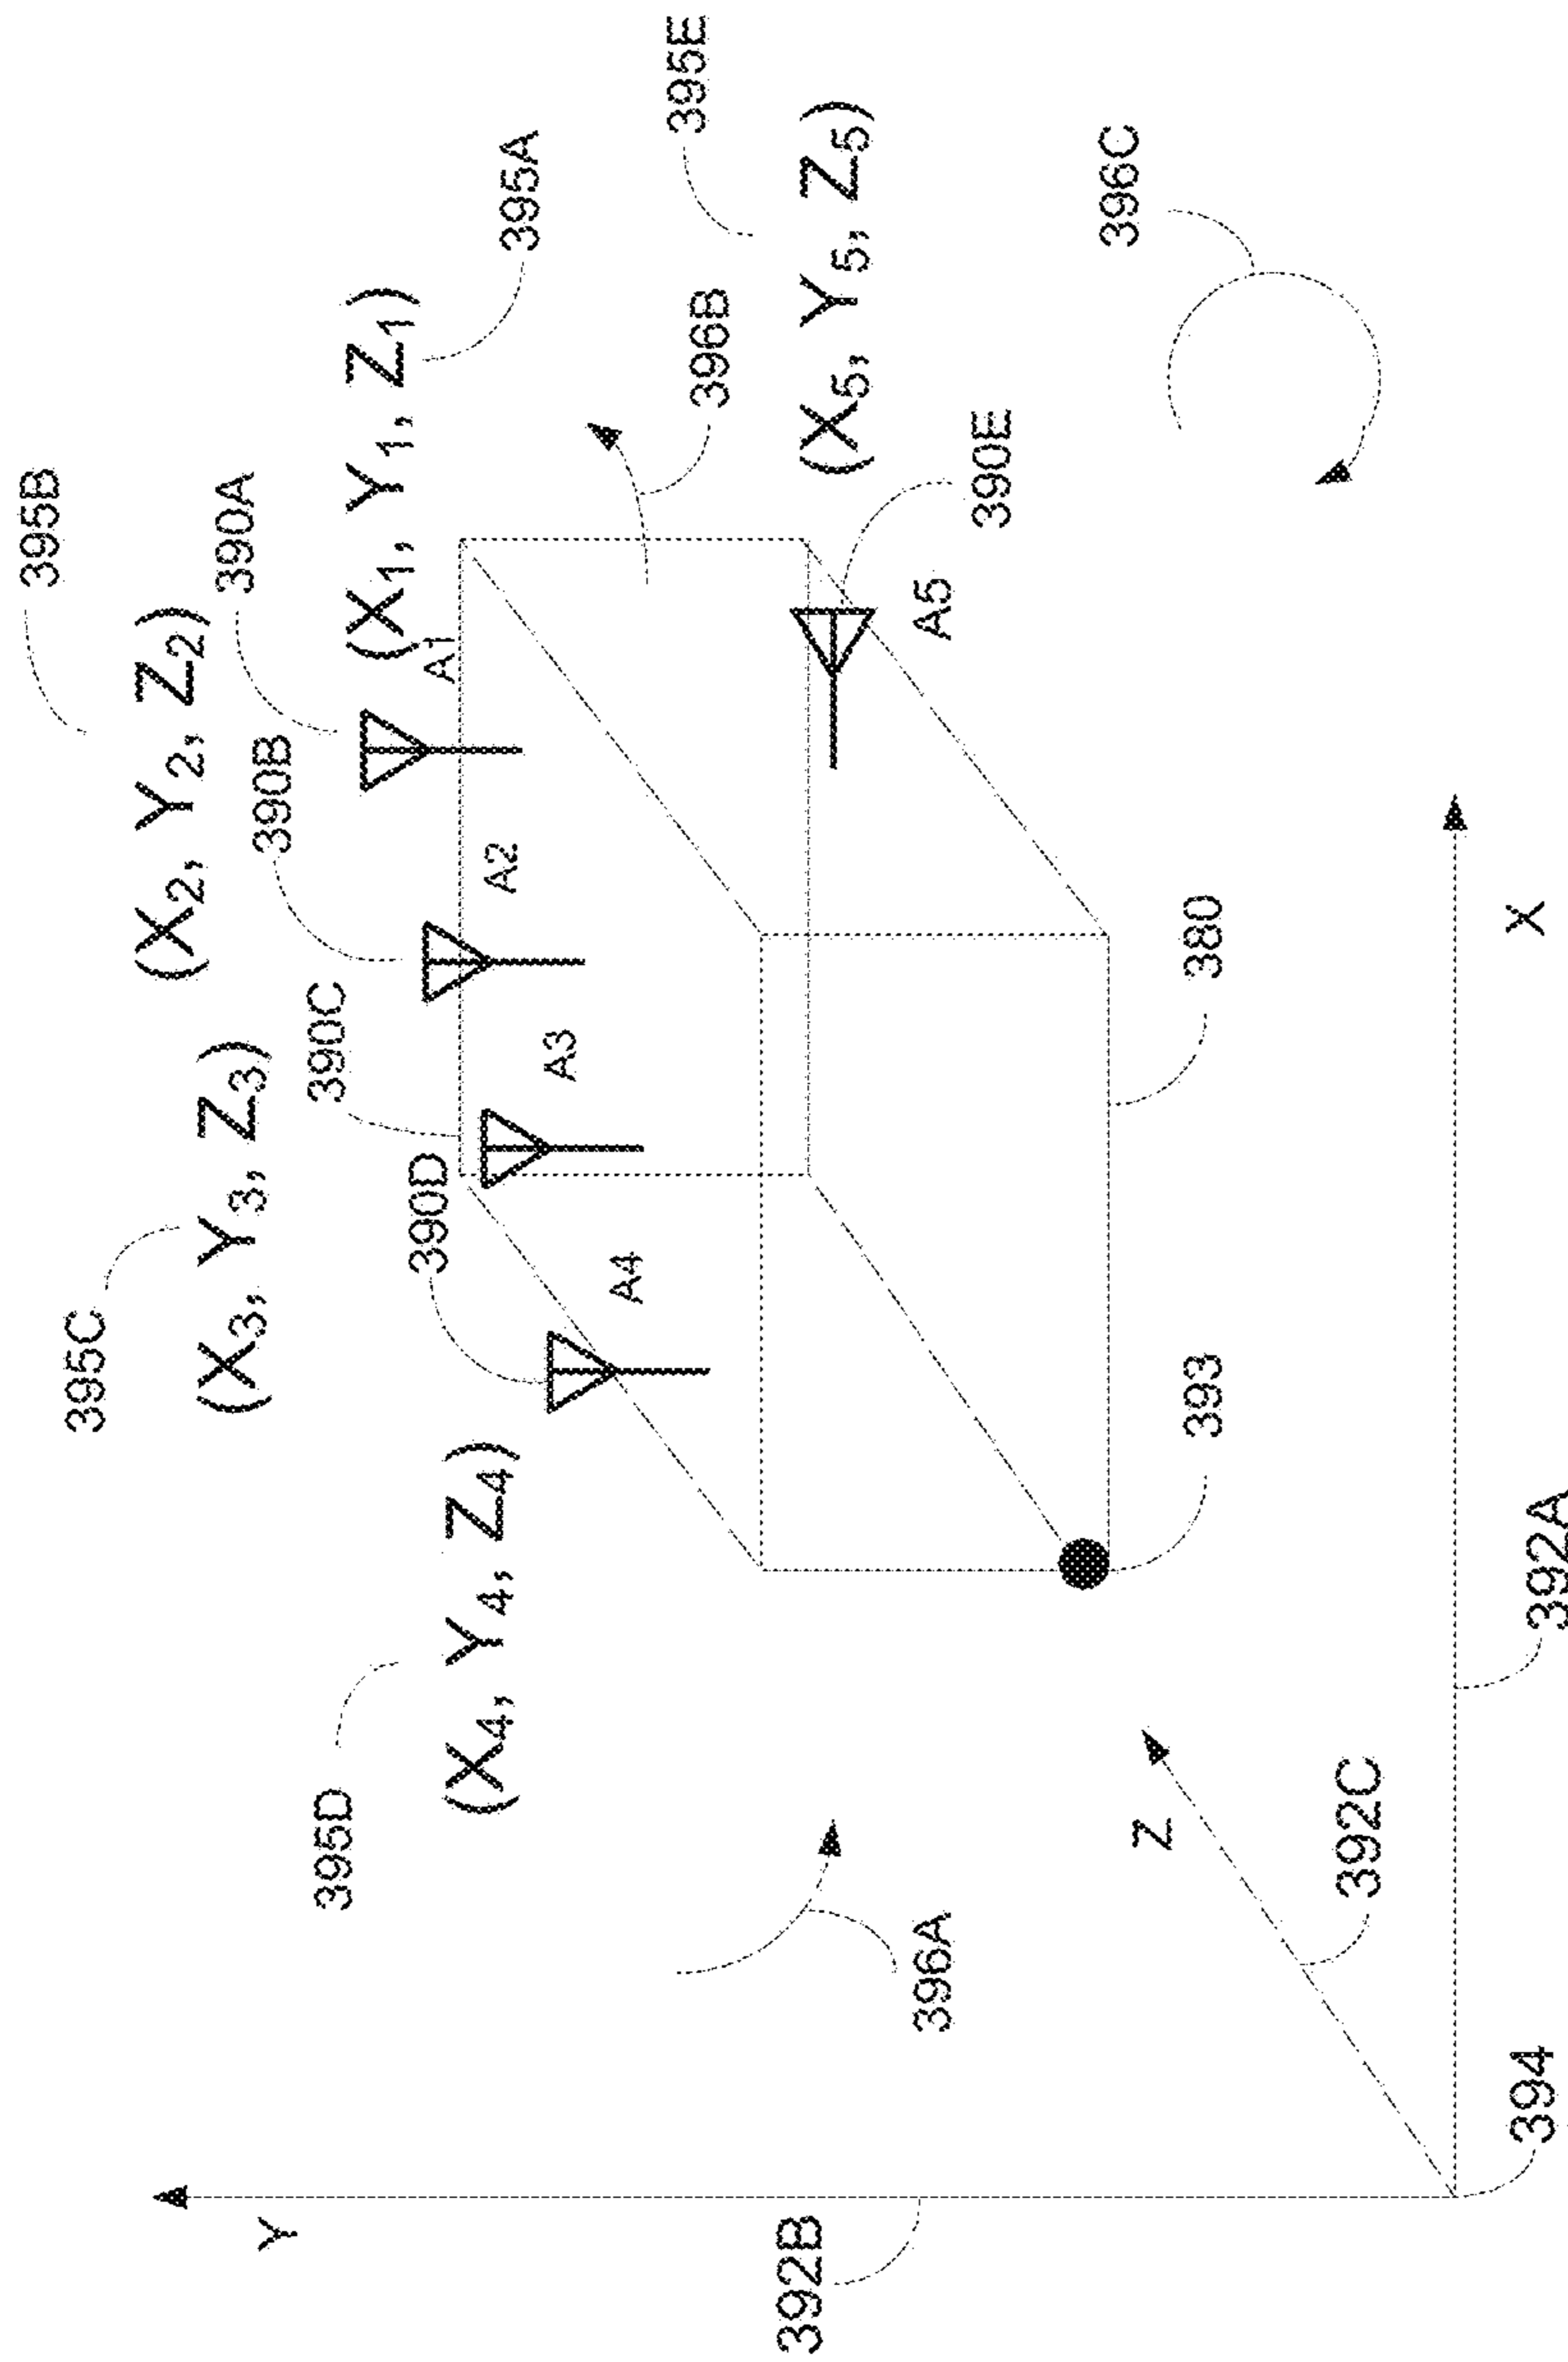 395B
(X2, Y2, Z2)
390A
395C
(X3, Y3, Z3)
390B
(X1, Y1, Z1)
395A
A1
390C
A2
395E
395D
(X4, Y4, Z4)
390D
A3
A4
396B
(X5, Y5, Z5)
390E
A5
396A
396C
Y
392B
Z
392C
393
380
X
392A
394